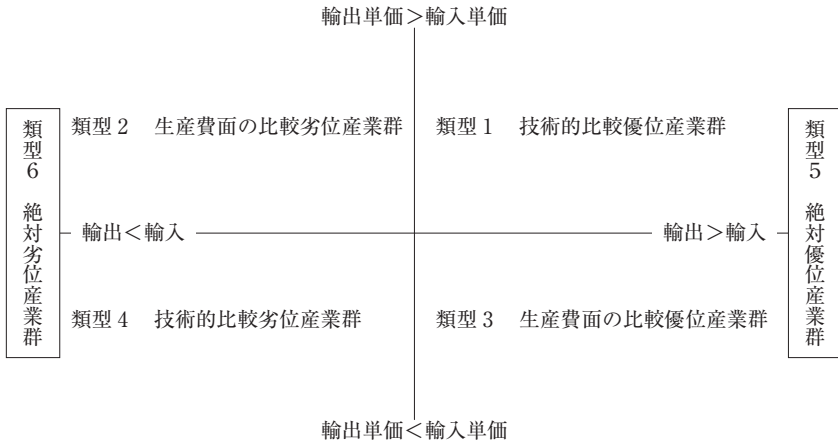 輸出単価＞輸入単価
類型2　生産費面の比較劣位産業群
類型1　技術的比較優位産業群
類型6　絶対劣位産業群
輸出＜輸入
輸出＞輸入
類型5　絶対優位産業群
類型4　技術的比較劣位産業群
類型3　生産費面の比較優位産業群
輸出単価＜輸入単価